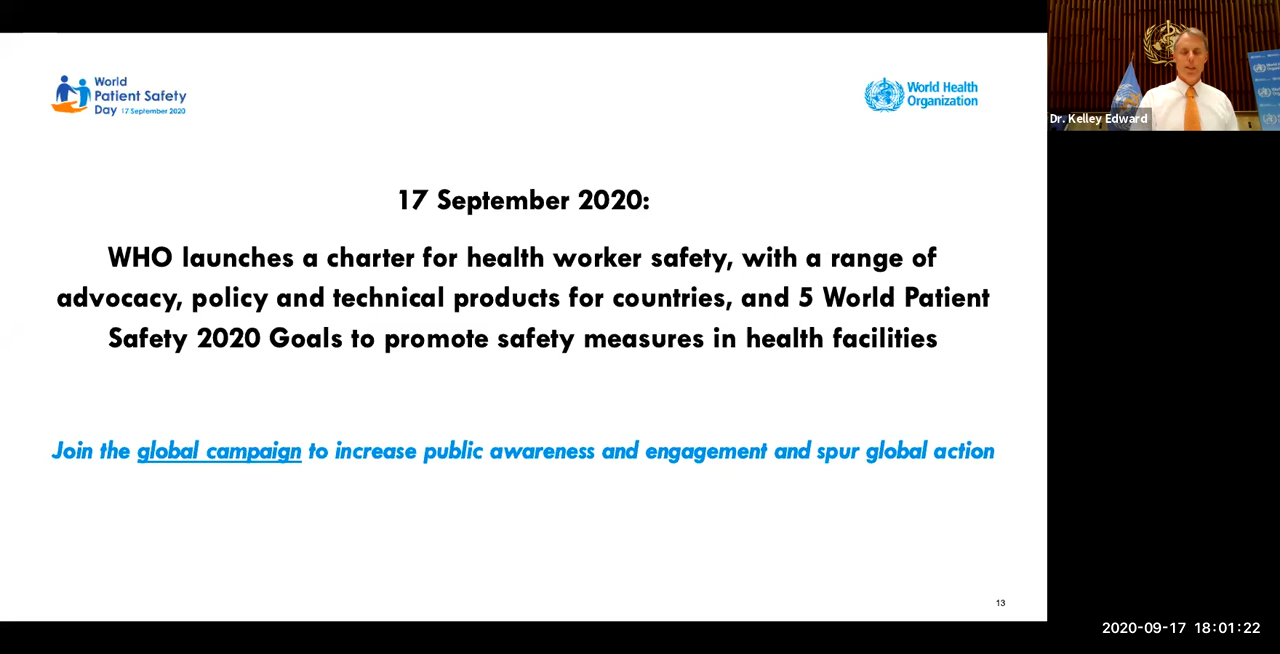 World
Patient Safety
Day 17 September 2020
World Health
Organization
Dr. Kelley Edward
17 September 2020:
WHO launches a charter for health worker safety, with a range of
advocacy, policy and technical products for countries, and 5 World Patient
Safety 2020 Goals to promote safety measures in health facilities
Join the global campaign to increase public awareness and engagement and spur global action
13
2020-09-17 18:01:22